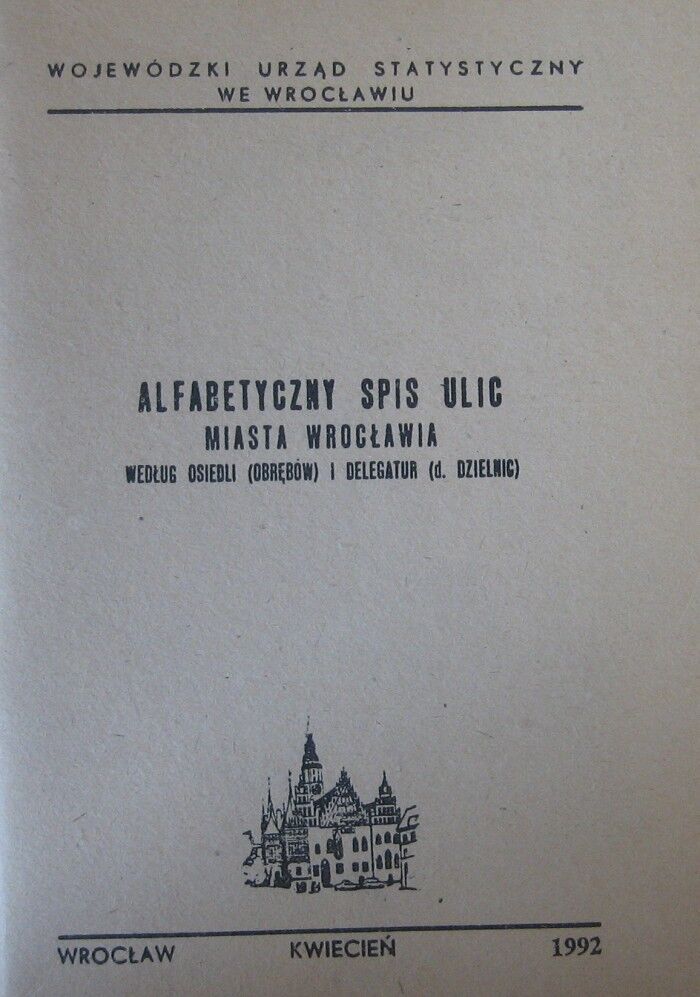 WOJEWÓDZKI URZĄD STATYSTYCZNY
WE WROCŁAWIU
ALFABETYCZNY SPIS ULIC
MIASTA WROCŁAWIA
WEDŁUG OSIEDLI (OBRĘBÓW) I DELEGATUR (d. DZIELNIC)
WROCŁAW KWIECIEŃ 1992